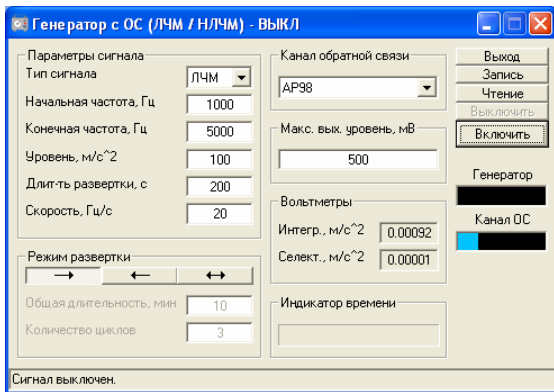 Генератор с ОС (ЛЧМ / НЛЧМ) - ВЫКЛ
Параметры сигнала
Тип сигнала ЛЧМ
Начальная частота, Гц 1000
Конечная частота, Гц 5000
Уровень, м/с^2 100
Длит-ть развертки, с 200
Скорость, Гц/с 20
Режим развертки
→ ← ↔
Общая длительность, мин 10
Количество циклов 3
Канал обратной связи
AP98
Макс. вых. уровень, мВ
500
Вольтметры
Интегр., м/с^2 0.00092
Селект., м/с^2 0.00001
Индикатор времени
Выход
Запись
Чтение
Выключить
Включить
Генератор
Канал ОС
Сигнал выключен.